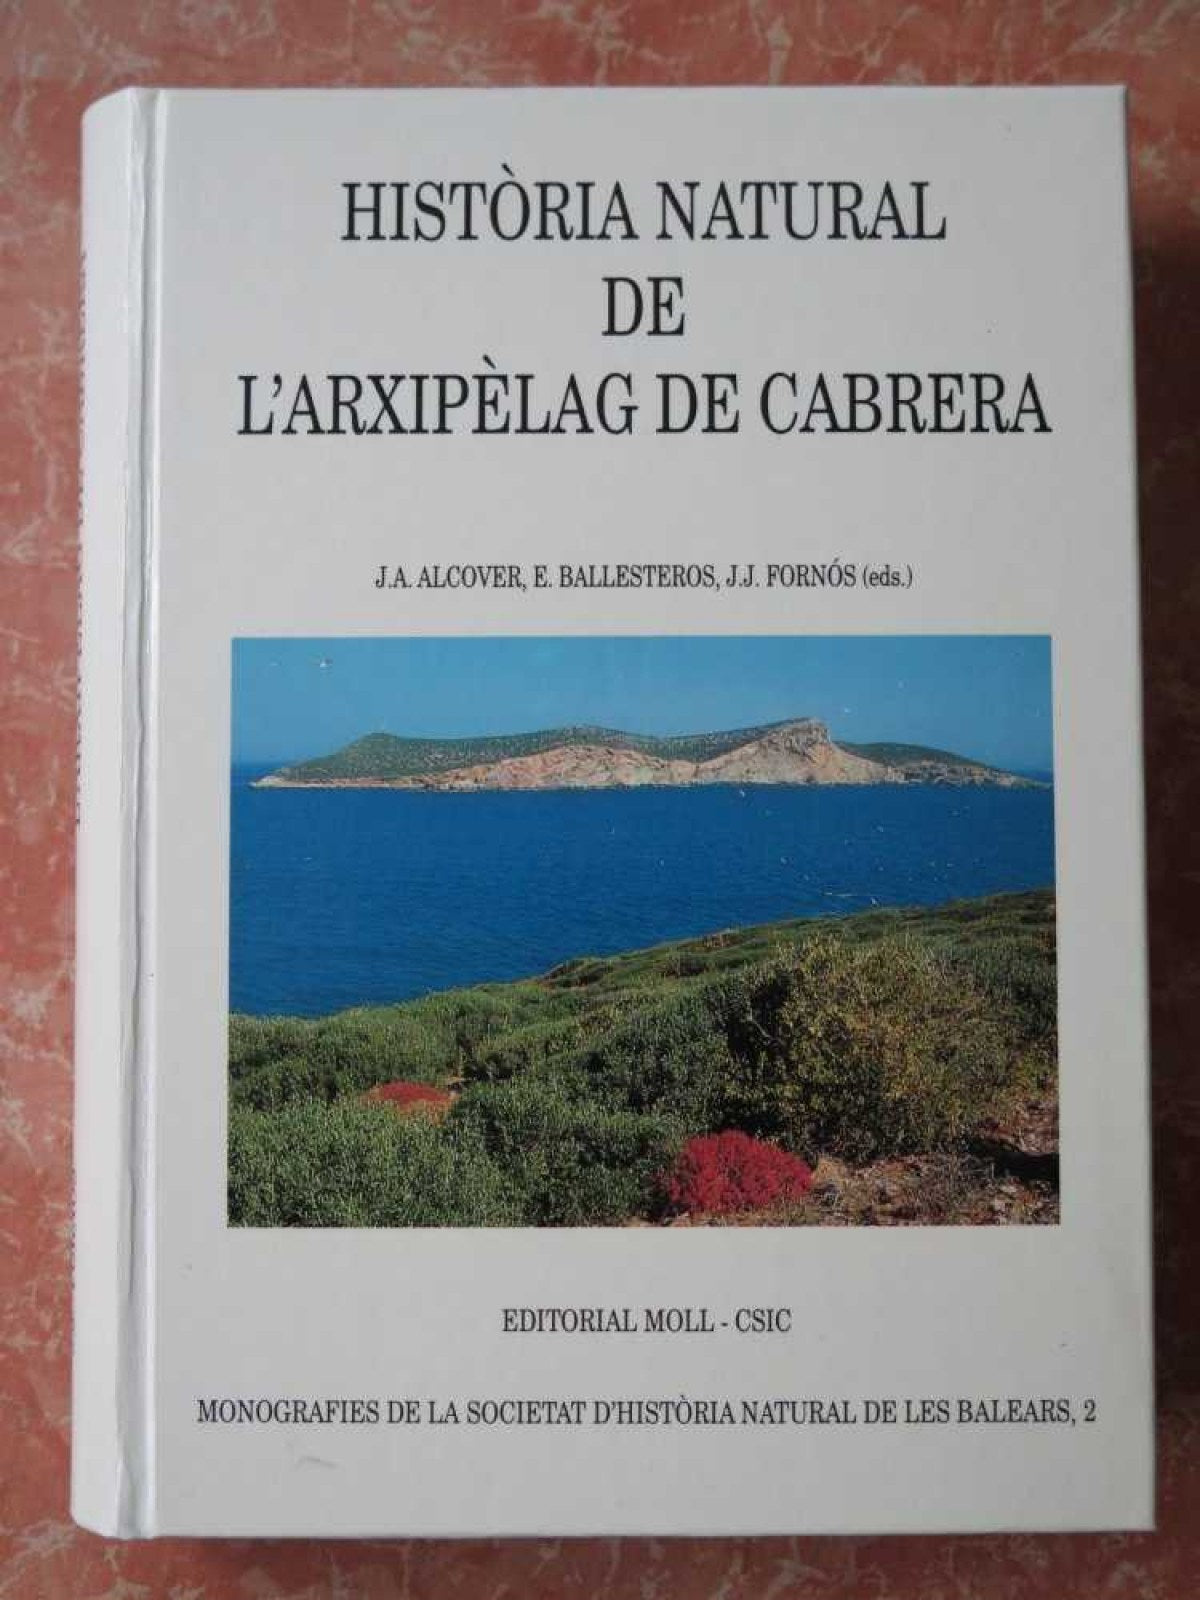 HISTÒRIA NATURAL
DE
L'ARXIPÈLAG DE CABRERA
J.A. ALCOVER, E. BALLESTEROS, J.J. FORNÓS (eds.)
EDITORIAL MOLL - CSIC
MONOGRAFIES DE LA SOCIETAT D'HISTÒRIA NATURAL DE LES BALEARS, 2